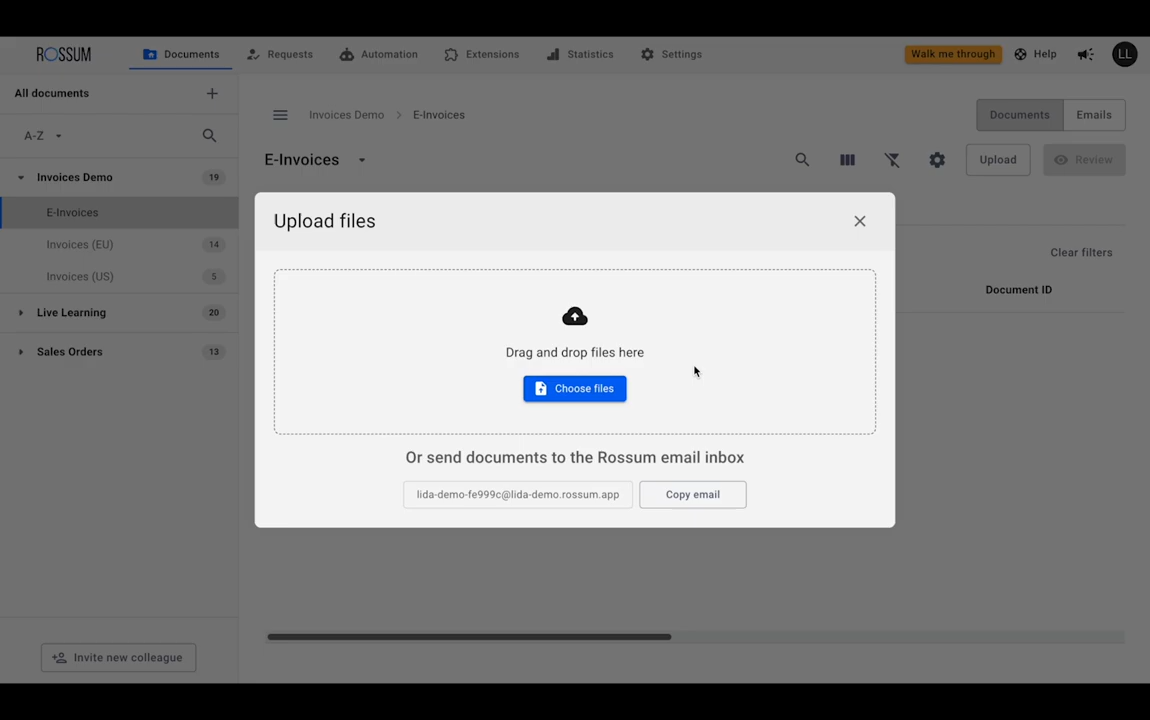 ROSSUM
Documents
Requests
Automation
Extensions
Statistics
Settings
Walk me through
Help
LL
All documents
A-Z
Invoices Demo 19
E-Invoices
Invoices (EU) 14
Invoices (US) 5
Live Learning 20
Sales Orders 13
Invite new colleague
Invoices Demo > E-Invoices
Documents
Emails
E-Invoices
Upload
Review
Clear filters
Document ID
Upload files
Drag and drop files here
Choose files
Or send documents to the Rossum email inbox
lida-demo-fe999c@lida-demo.rossum.app
Copy email